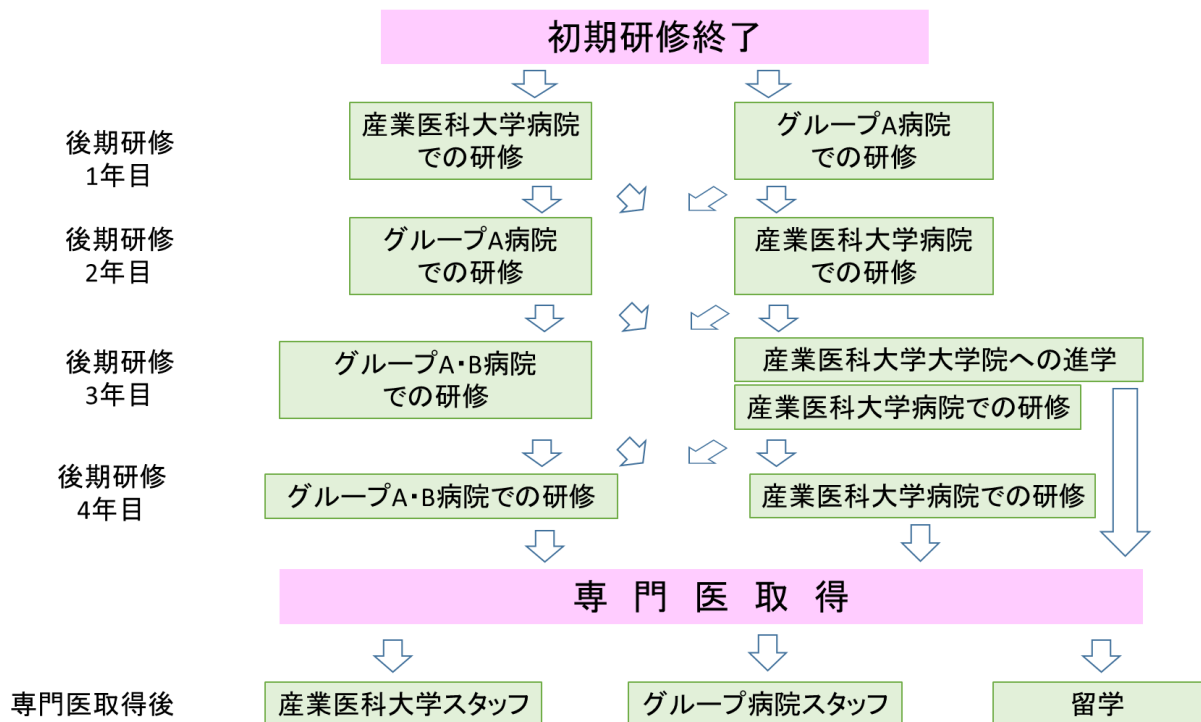 初期研修終了
後期研修
1年目
産業医科大学病院
での研修
グループA病院
での研修
後期研修
2年目
グループA病院
での研修
産業医科大学病院
での研修
後期研修
3年目
グループA・B病院
での研修
産業医科大学大学院への進学
産業医科大学病院での研修
後期研修
4年目
グループA・B病院での研修
産業医科大学病院での研修
専門医取得
専門医取得後
産業医科大学スタッフ
グループ病院スタッフ
留学